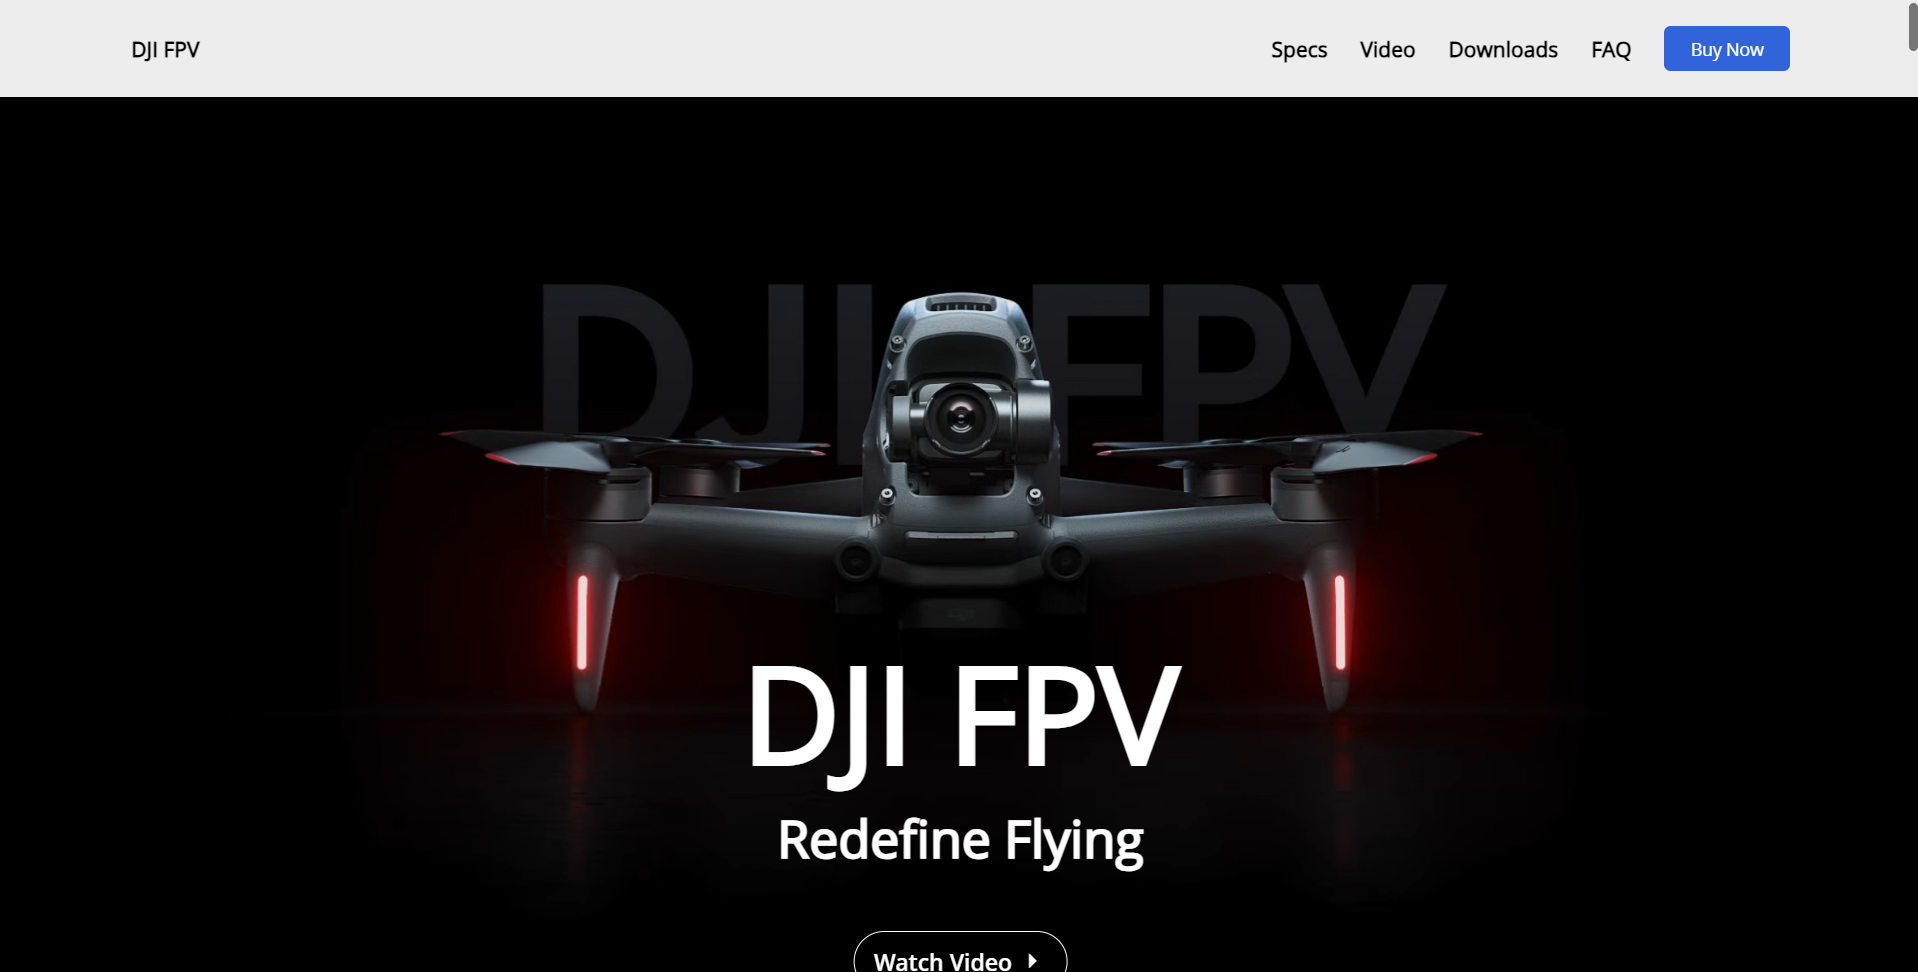 DJI FPV
Specs Video Downloads FAQ Buy Now
DJI FPV
DJI FPV
Redefine Flying
Watch Video